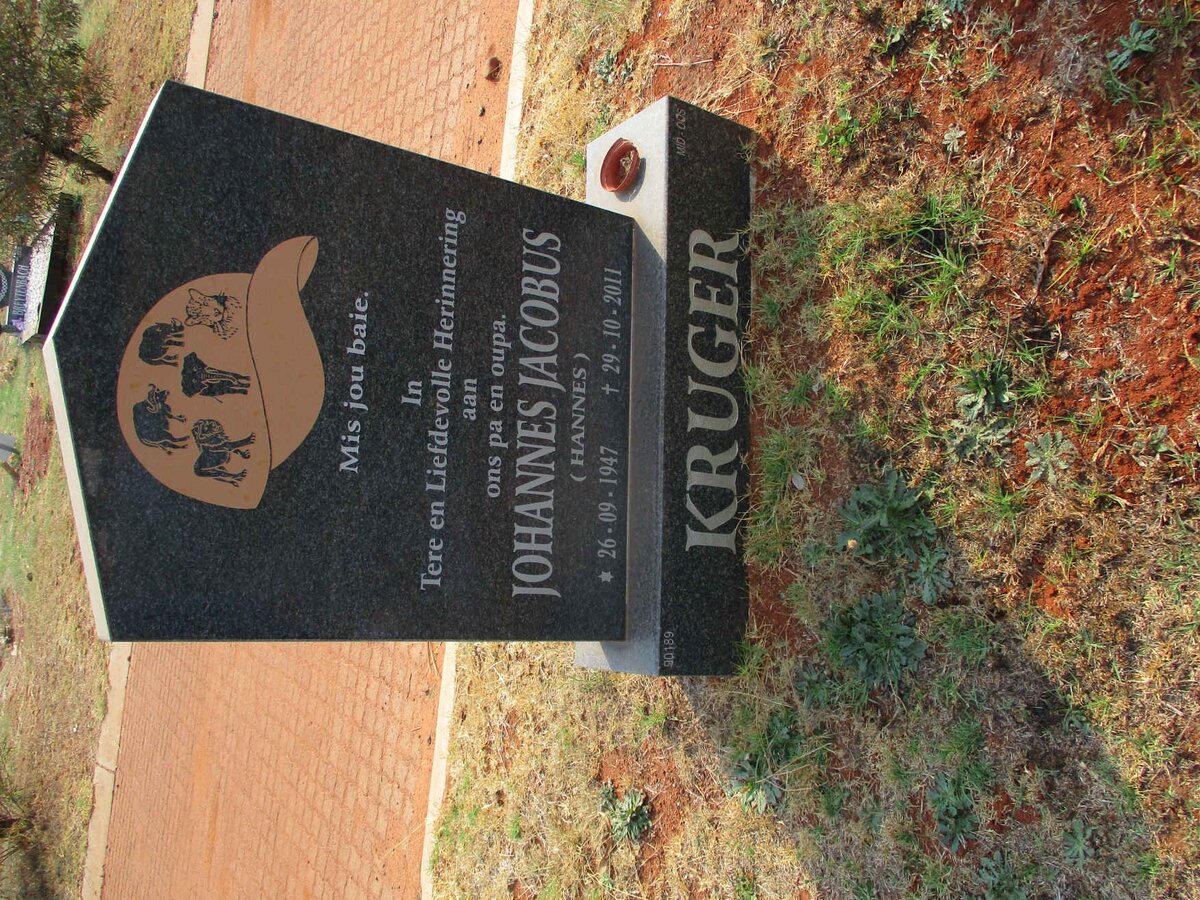 Mis jou baie.
In
Tere en Liefdevolle Herinnering
aan
ons pa en oupa.
JOHANNES JACOBUS
( HANNES )
✶ 26 - 09 - 1947 † 29 - 10 - 2011
KRUGER
90189